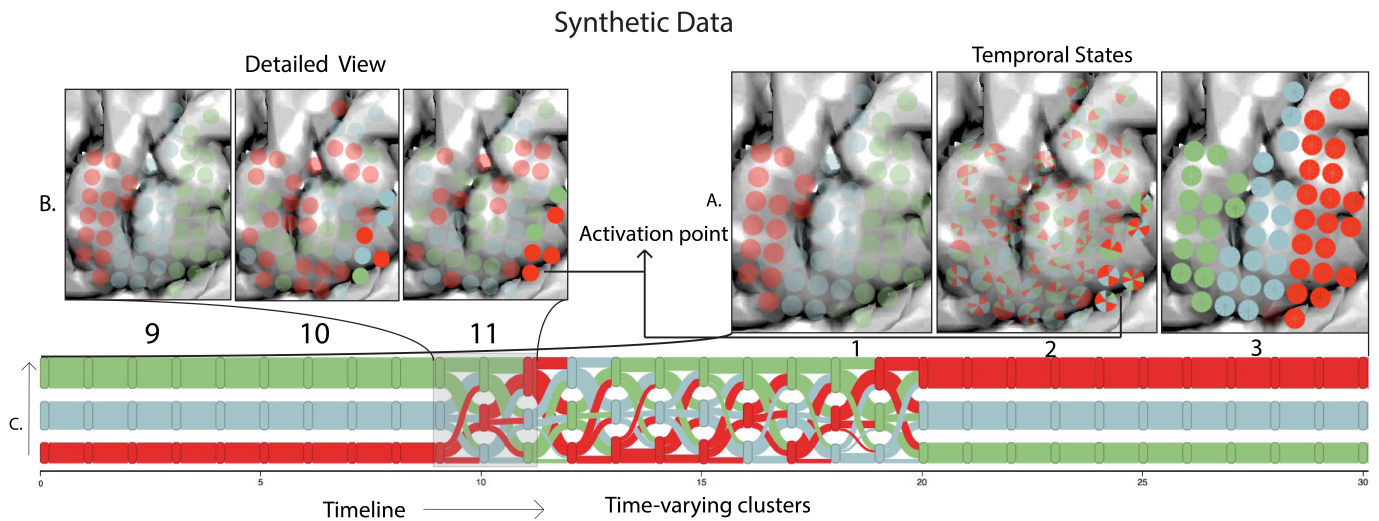 Synthetic Data
Detailed View
Temproral States
B.
A.
Activation point
9 10 11
1 2 3
C.
0 5 10 15 20 25 30
Timeline
Time-varying clusters